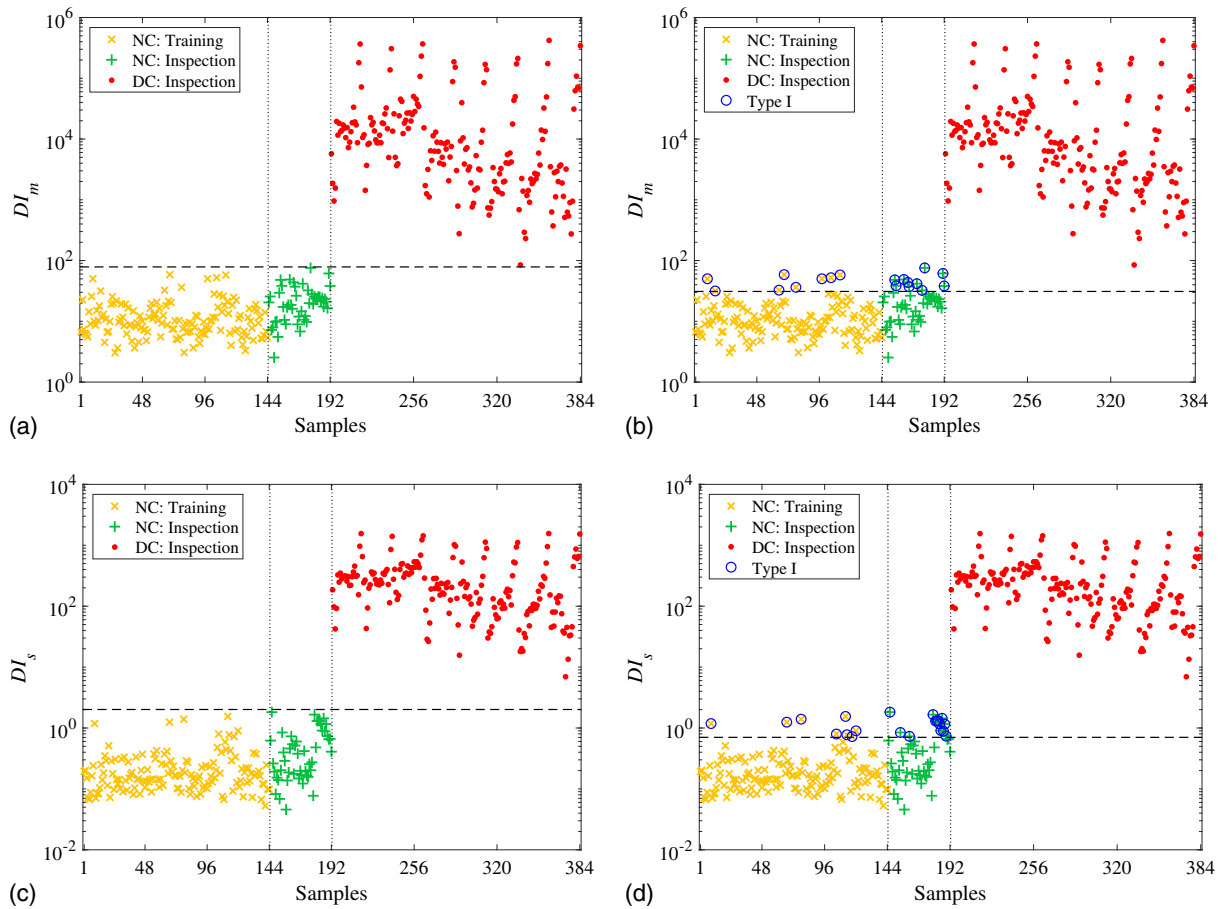 10^6
NC: Training
NC: Inspection
DC: Inspection
10^4
DI_m
10^2
10^0
1 48 96 144 192 256 320 384
Samples
(a)
10^6
NC: Training
NC: Inspection
DC: Inspection
Type I
10^4
DI_m
10^2
10^0
1 48 96 144 192 256 320 384
Samples
(b)
10^4
NC: Training
NC: Inspection
DC: Inspection
10^2
DI_s
10^0
10^-2
1 48 96 144 192 256 320 384
Samples
(c)
10^4
NC: Training
NC: Inspection
DC: Inspection
Type I
10^2
DI_s
10^0
10^-2
1 48 96 144 192 256 320 384
Samples
(d)